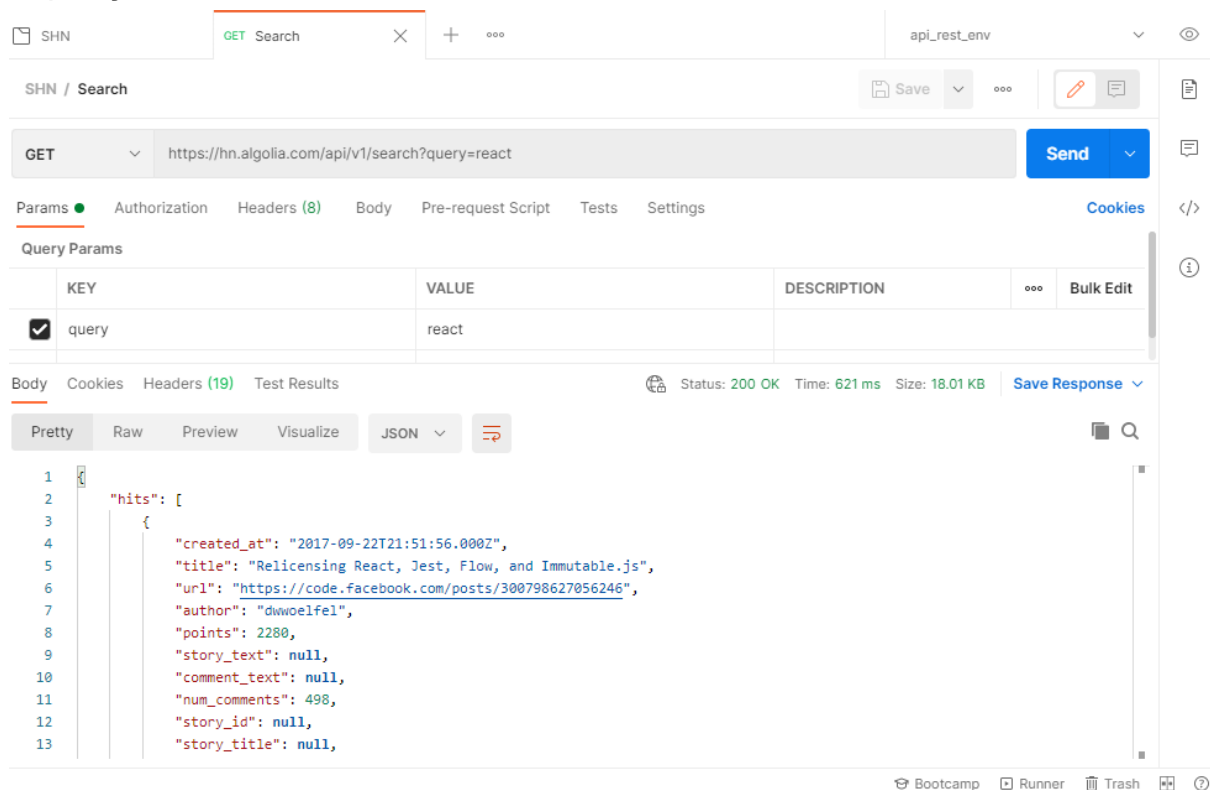 SHN GET Search api_rest_env
SHN / Search Save
GET https://hn.algolia.com/api/v1/search?query=react Send
Params Authorization Headers (8) Body Pre-request Script Tests Settings Cookies
Query Params
KEY VALUE DESCRIPTION Bulk Edit
query react
Body Cookies Headers (19) Test Results Status: 200 OK Time: 621 ms Size: 18.01 KB Save Response
Pretty Raw Preview Visualize JSON
1 {
2 "hits": [
3 {
4 "created_at": "2017-09-22T21:51:56.000Z",
5 "title": "Relicensing React, Jest, Flow, and Immutable.js",
6 "url": "https://code.facebook.com/posts/300798627056246",
7 "author": "dwwoelfel",
8 "points": 2280,
9 "story_text": null,
10 "comment_text": null,
11 "num_comments": 498,
12 "story_id": null,
13 "story_title": null,
Bootcamp Runner Trash